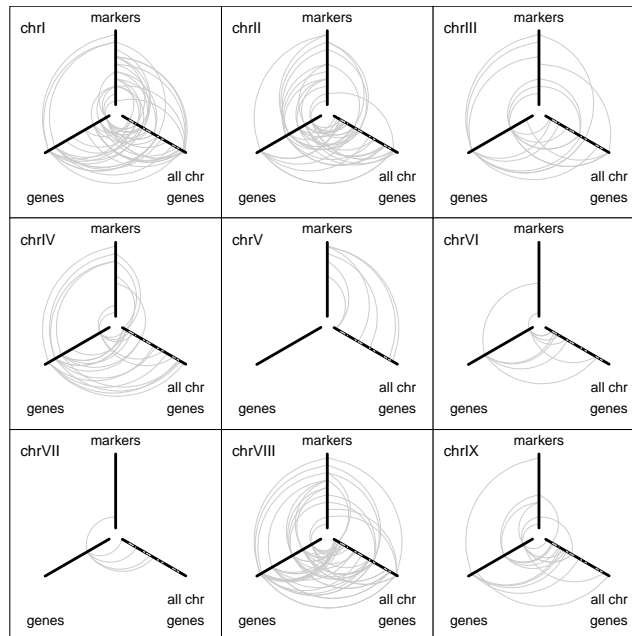 markers
chrI
genes
all chr
genes
markers
chrII
genes
all chr
genes
markers
chrIII
genes
all chr
genes
markers
chrIV
genes
all chr
genes
markers
chrV
genes
all chr
genes
markers
chrVI
genes
all chr
genes
markers
chrVII
genes
all chr
genes
markers
chrVIII
genes
all chr
genes
markers
chrIX
genes
all chr
genes